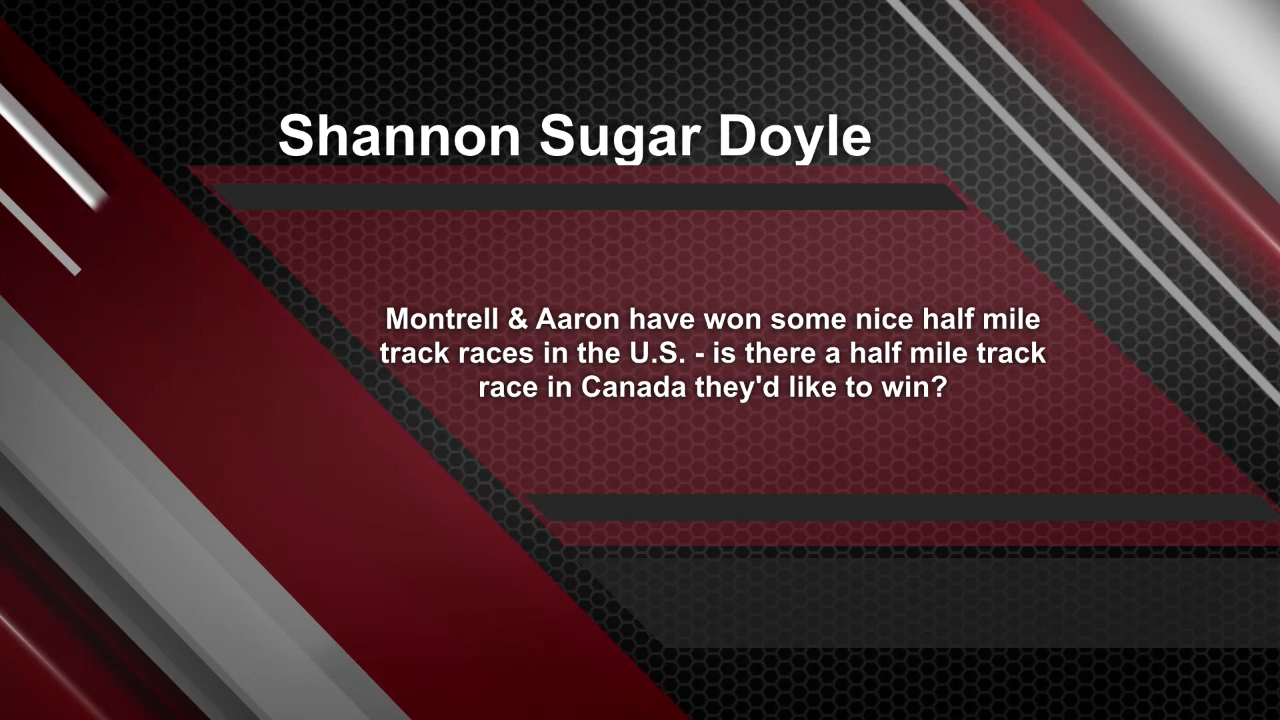 Shannon Sugar Doyle
Montrell & Aaron have won some nice half mile
track races in the U.S. - is there a half mile track
race in Canada they'd like to win?